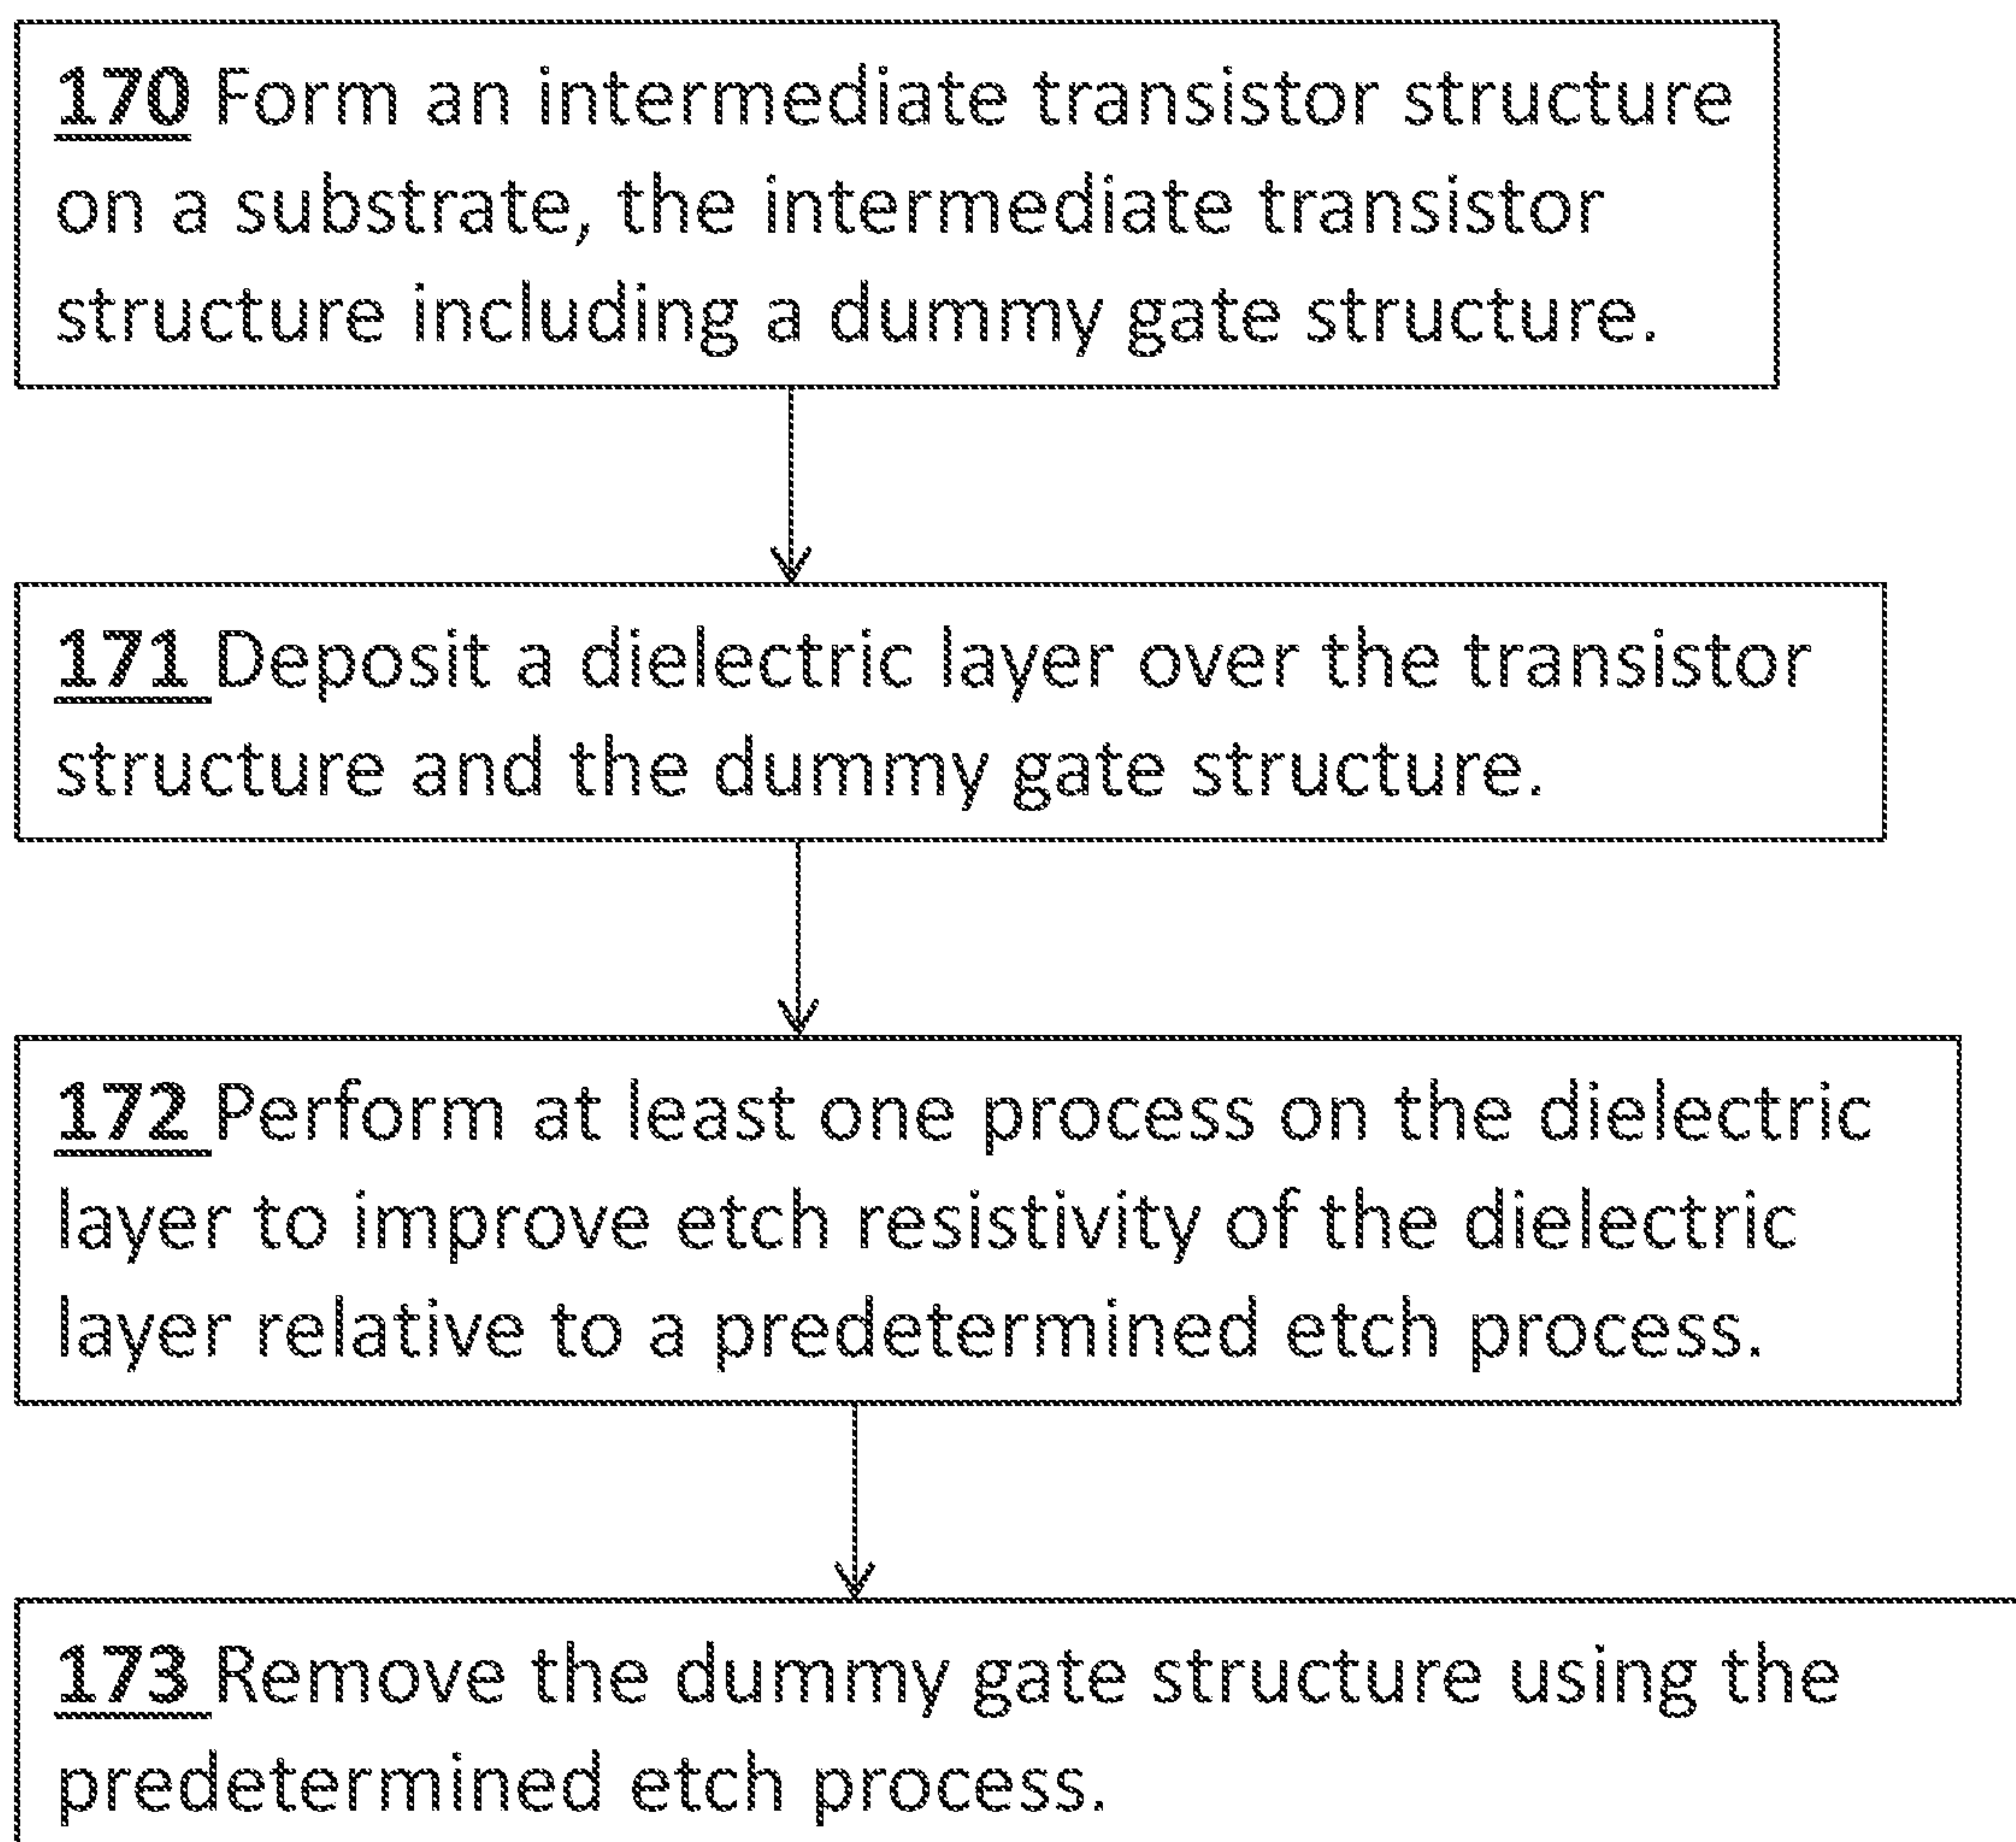 170 Form an intermediate transistor structure
on a substrate, the intermediate transistor
structure including a dummy gate structure.
171 Deposit a dielectric layer over the transistor
structure and the dummy gate structure.
172 Perform at least one process on the dielectric
layer to improve etch resistivity of the dielectric
layer relative to a predetermined etch process.
173 Remove the dummy gate structure using the
predetermined etch process.